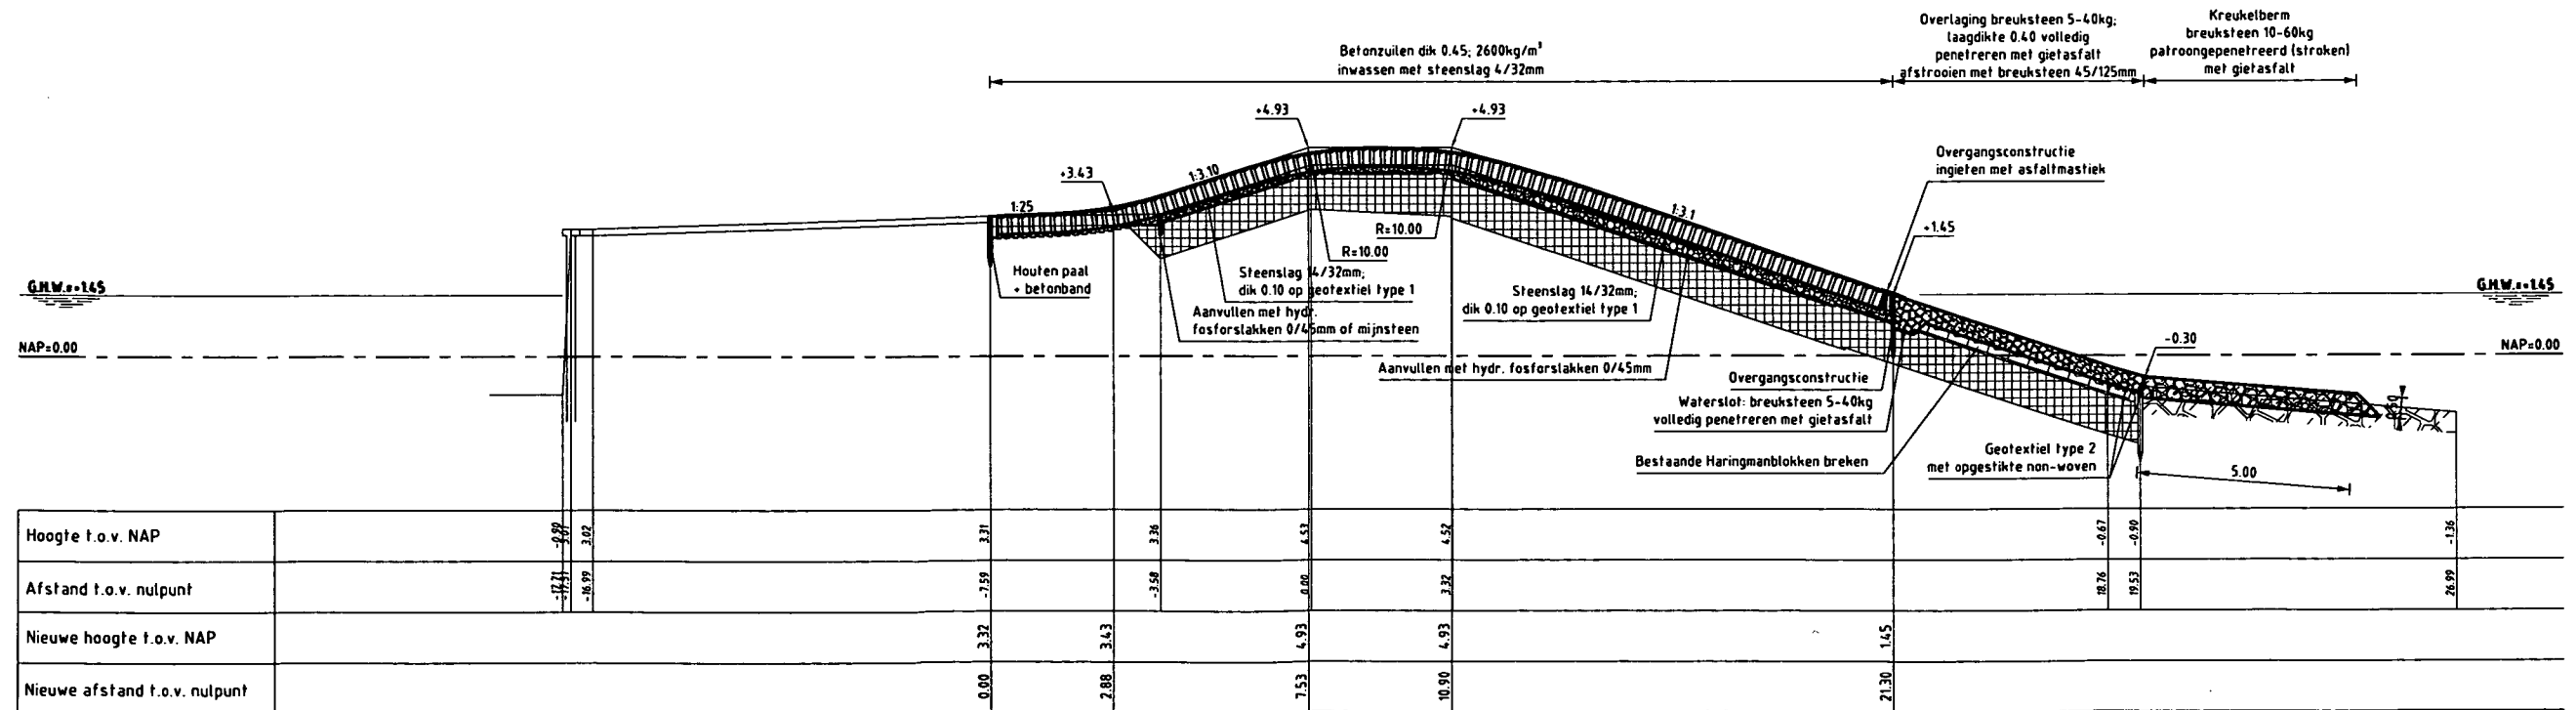 Betonzuilen dik 0.45; 2600kg/m³
inwassen met steenslag 4/32mm
Overlaging breuksteen 5-40kg;
laagdikte 0.40 volledig
penetreren met gietasfalt
afstrooien met breuksteen 45/125mm
Kreukelberm
breuksteen 10-60kg
patroongepenetreerd (stroken)
met gietasfalt
+4.93
+4.93
+3.43
1:25
1:3.10
1:3.1
Overgangsconstructie
ingieten met asfaltmastiek
+1.45
R=10.00
R=10.00
Houten paal
+ betonband
Steenslag 14/32mm;
dik 0.10 op geotextiel type 1
Aanvullen met hydr.
fosforslakken 0/45mm of mijnsteen
Steenslag 14/32mm;
dik 0.10 op geotextiel type 1
Aanvullen met hydr. fosforslakken 0/45mm
G.H.W.=+1.45
G.H.W.=+1.45
NAP=0.00
NAP=0.00
-0.30
Overgangsconstructie
Waterslot: breuksteen 5-40kg
volledig penetreren met gietasfalt
Bestaande Haringmanblokken breken
Geotextiel type 2
met opgestikte non-woven
5.00
Hoogte t.o.v. NAP -0.90 3.01 3.02 3.31 3.36 4.53 4.52 -0.67 -0.90 -1.36
Afstand t.o.v. nulpunt -16.99 -7.59 -3.58 0.00 3.32 18.76 19.53 26.99
Nieuwe hoogte t.o.v. NAP 3.32 3.43 4.93 4.93 1.45
Nieuwe afstand t.o.v. nulpunt 0.00 2.88 7.53 10.90 21.30